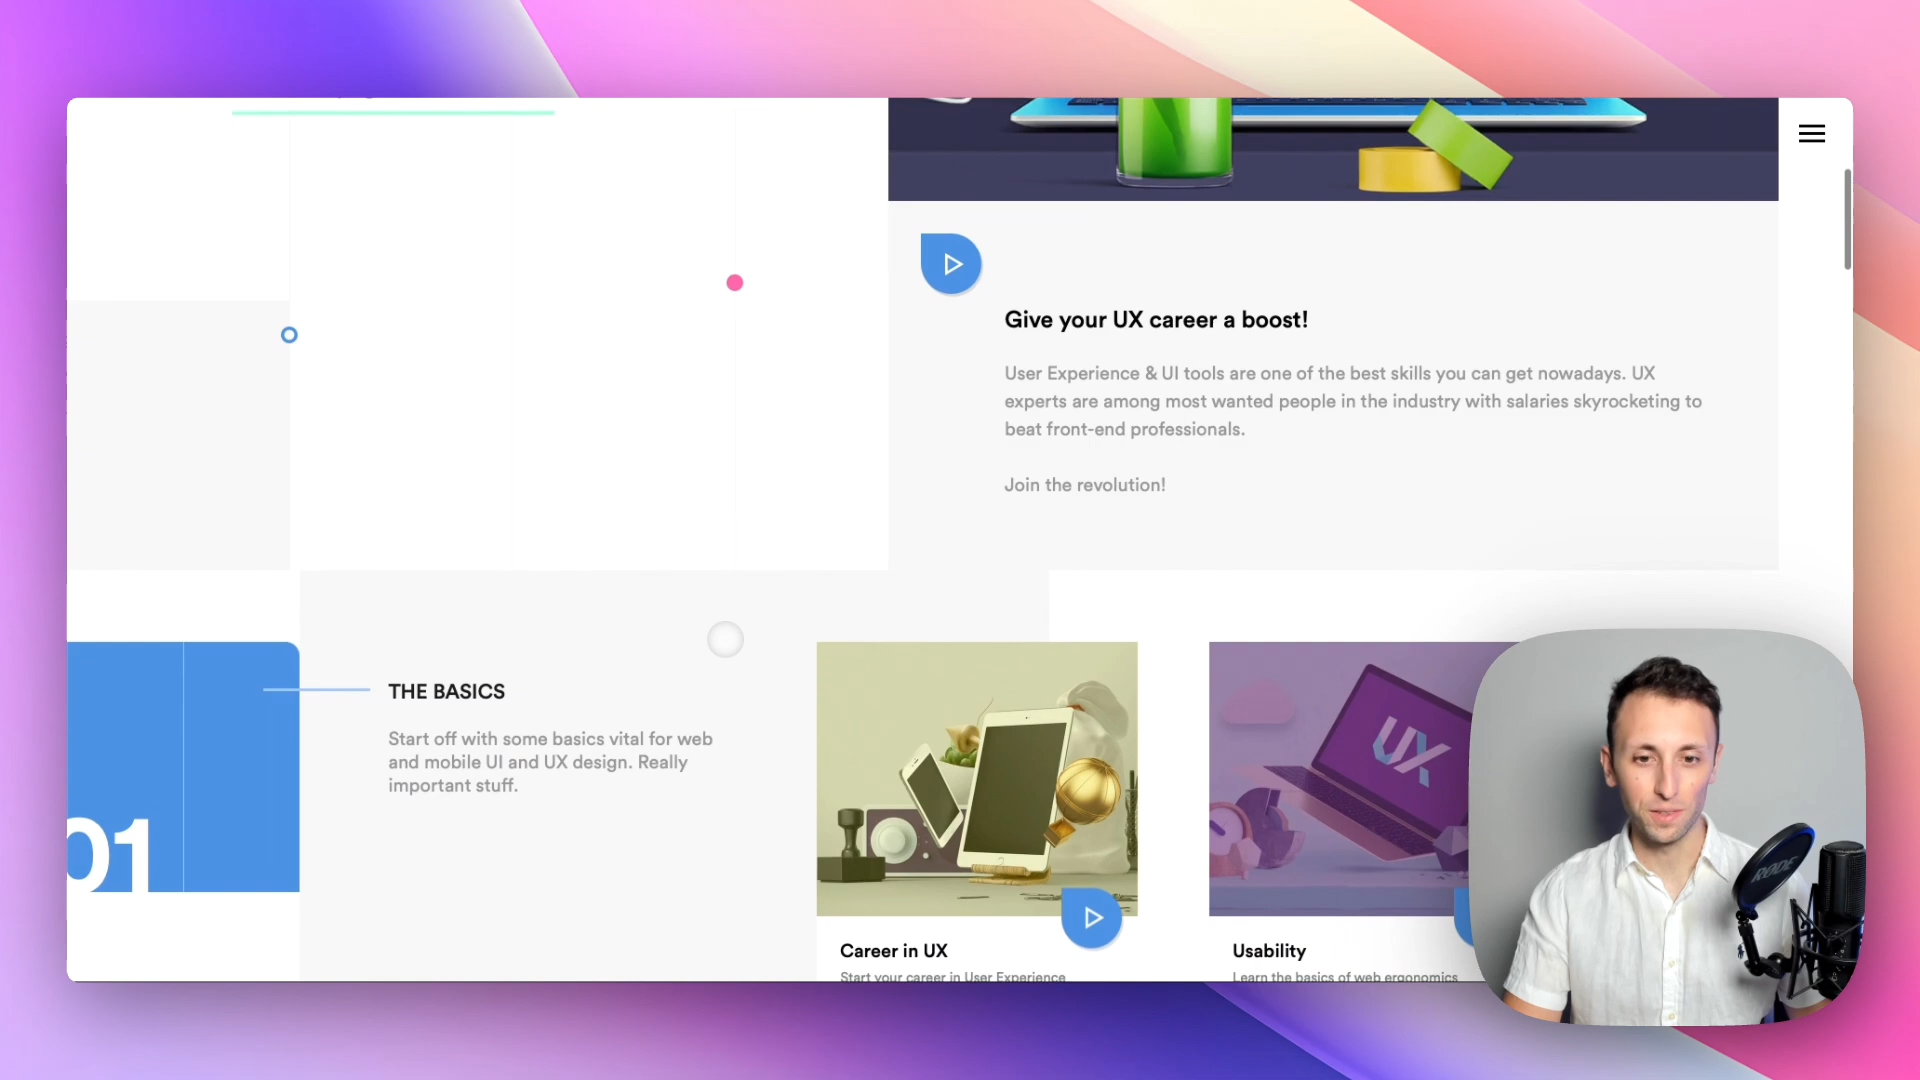 Give your UX career a boost!
User Experience & UI tools are one of the best skills you can get nowadays. UX
experts are among most wanted people in the industry with salaries skyrocketing to
beat front-end professionals.
Join the revolution!
01
THE BASICS
Start off with some basics vital for web
and mobile UI and UX design. Really
important stuff.
UX
Career in UX
Start your career in User Experience
Usability
Learn the basics of web ergonomics
RØDE